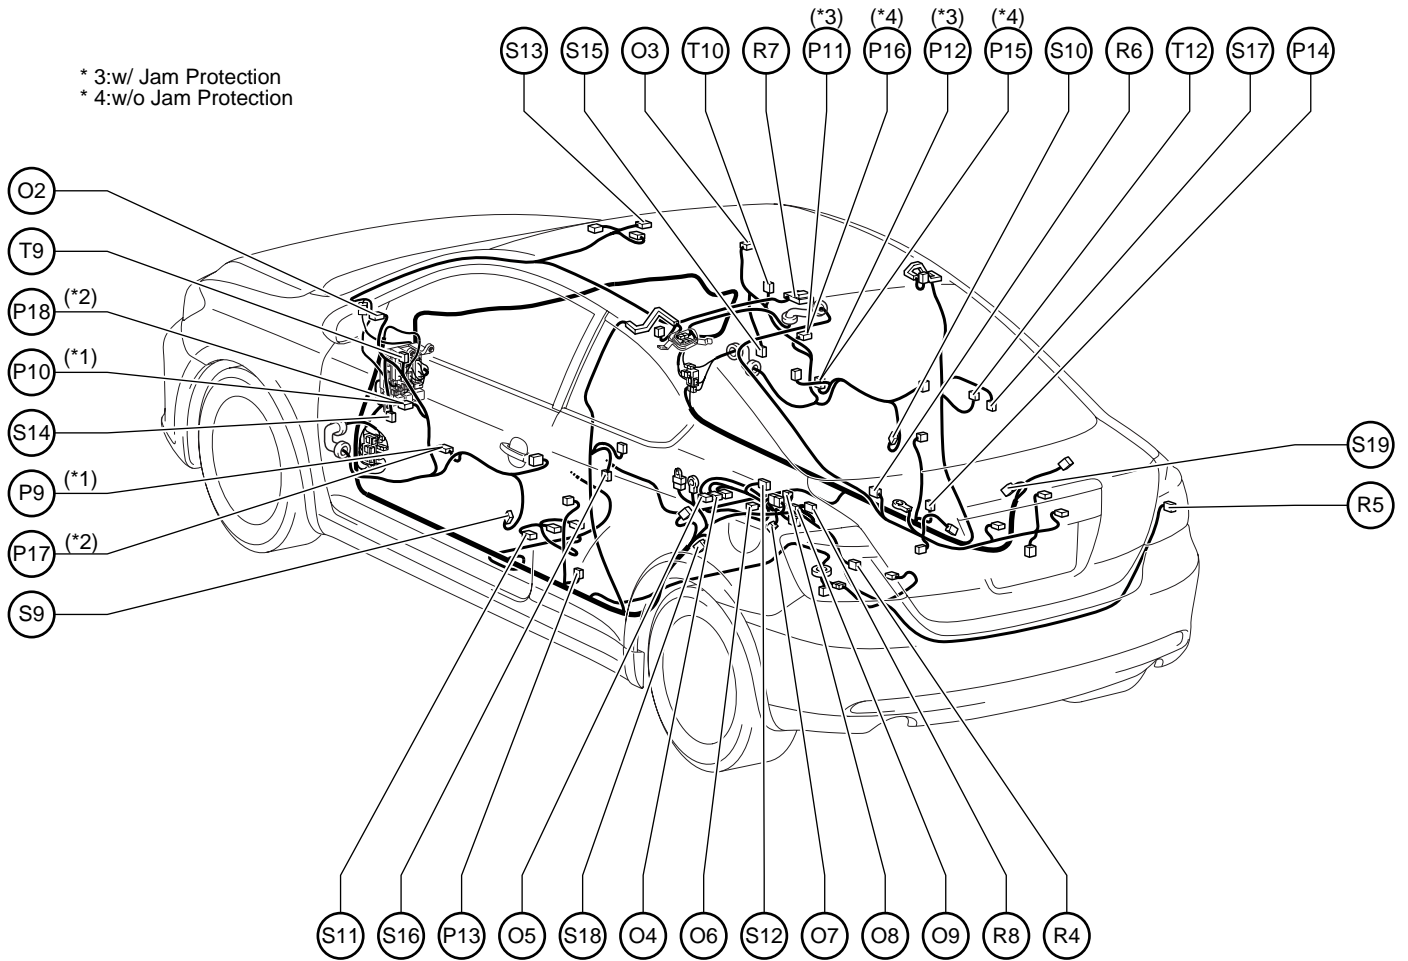 (*3) (*4) (*3) (*4)
S13 S15 O3 T10 R7 P11 P16 P12 P15 S10 R6 T12 S17 P14
* 3:w/ Jam Protection
* 4:w/o Jam Protection
O2
T9
P18 (*2)
P10 (*1)
S14
P9 (*1)
P17 (*2)
S9
S19
R5
S11 S16 P13 O5 S18 O4 O6 S12 O7 O8 O9 R8 R4